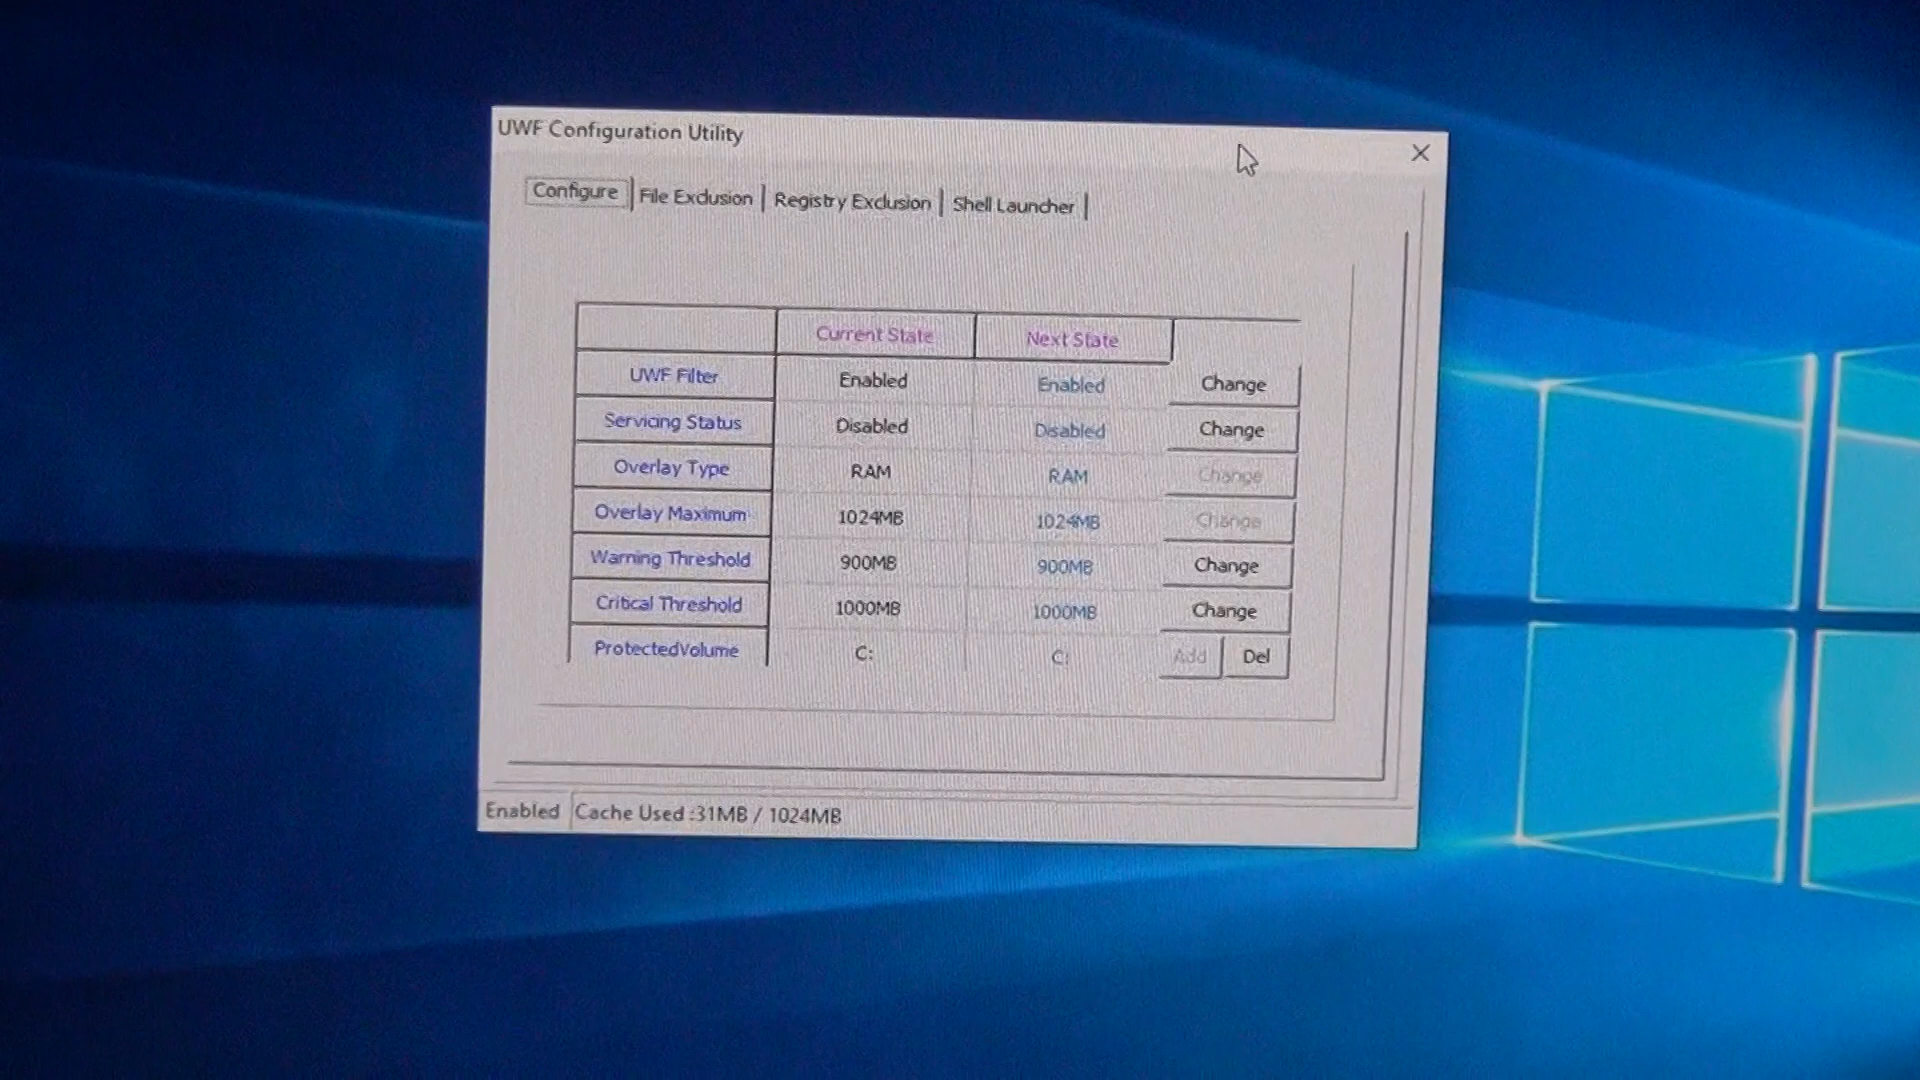 UWF Configuration Utility
Configure File Exclusion Registry Exclusion Shell Launcher
Current State Next State
UWF Filter Enabled Enabled Change
Servicing Status Disabled Disabled Change
Overlay Type RAM RAM Change
Overlay Maximum 1024MB 1024MB Change
Warning Threshold 900MB 900MB Change
Critical Threshold 1000MB 1000MB Change
ProtectedVolume C: C: Add Del
Enabled Cache Used :31MB / 1024MB